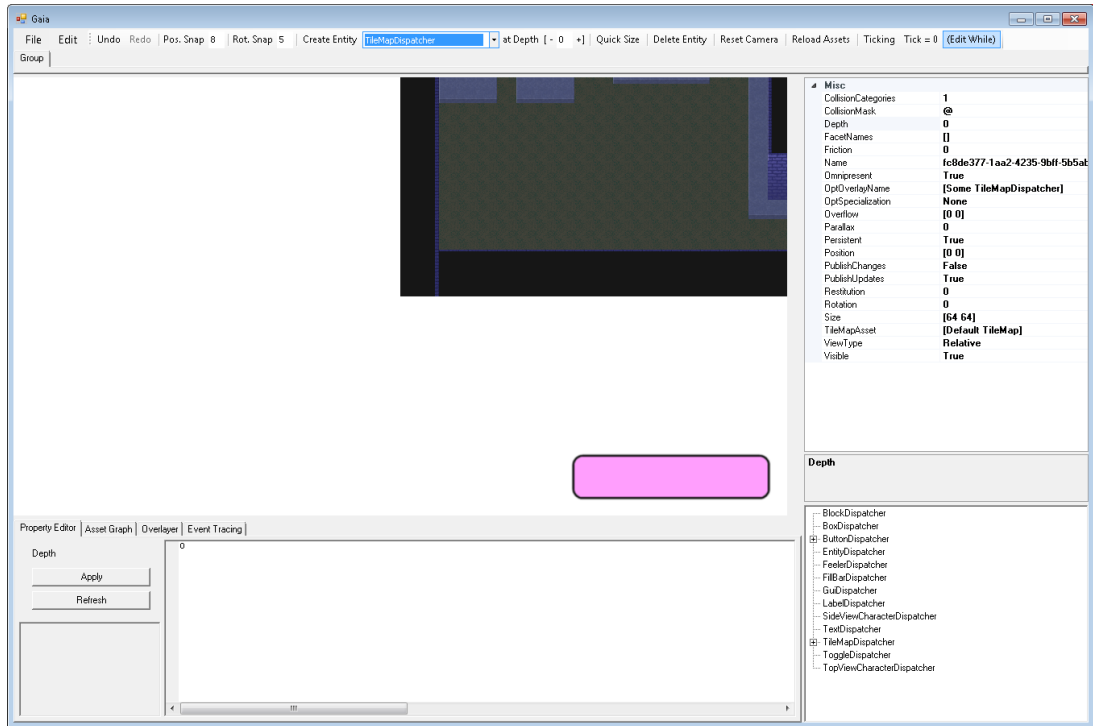 Gaia
File Edit Undo Redo Pos. Snap 8 Rot. Snap 5 Create Entity TileMapDispatcher at Depth [ - 0 +] Quick Size Delete Entity Reset Camera Reload Assets Ticking Tick = 0 (Edit While)
Group
Misc
CollisionCategories 1
CollisionMask @
Depth 0
FacetNames []
Friction 0
Name fc8de377-1aa2-4235-9bff-5b5ab
Omnipresent True
OptOverlayName [Some TileMapDispatcher]
OptSpecialization None
Overflow [0 0]
Parallax 0
Persistent True
Position [0 0]
PublishChanges False
PublishUpdates True
Restitution 0
Rotation 0
Size [64 64]
TileMapAsset [Default TileMap]
ViewType Relative
Visible True
Depth
Property Editor Asset Graph Overlayer Event Tracing
Depth
0
Apply
Refresh
BlockDispatcher
BoxDispatcher
ButtonDispatcher
EntityDispatcher
FeelerDispatcher
FillBarDispatcher
GuiDispatcher
LabelDispatcher
SideViewCharacterDispatcher
TextDispatcher
TileMapDispatcher
ToggleDispatcher
TopViewCharacterDispatcher